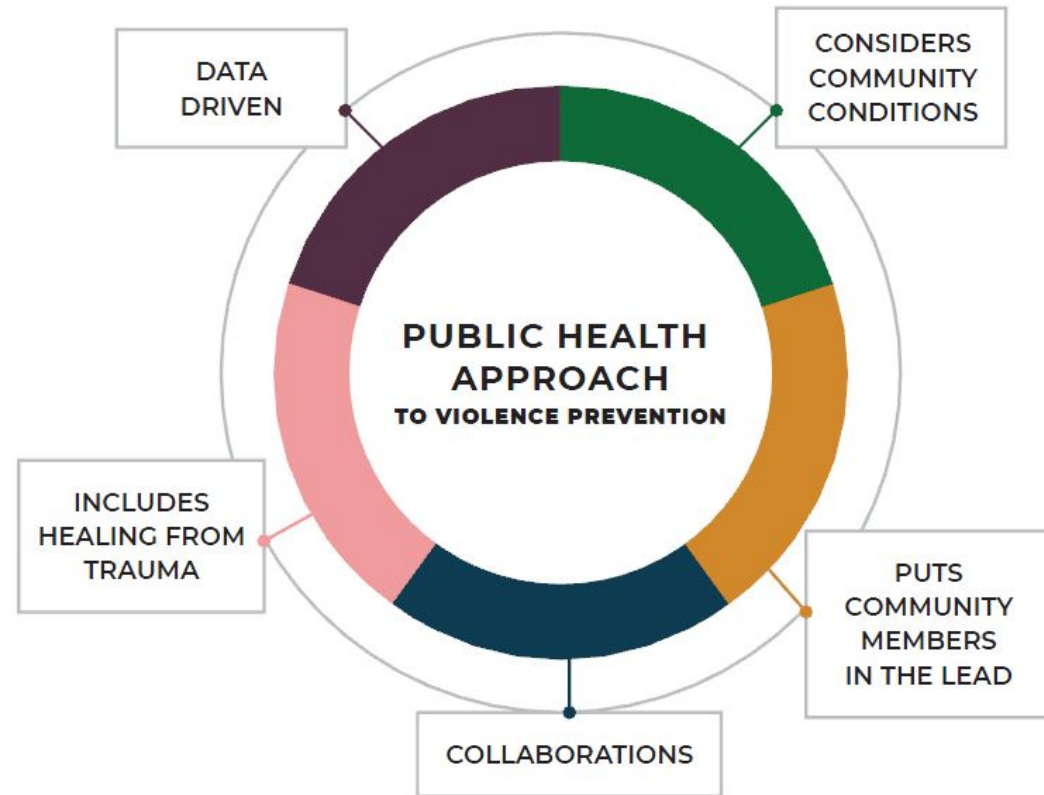 DATA
DRIVEN
CONSIDERS
COMMUNITY
CONDITIONS
PUBLIC HEALTH
APPROACH
TO VIOLENCE PREVENTION
INCLUDES
HEALING FROM
TRAUMA
PUTS
COMMUNITY
MEMBERS
IN THE LEAD
COLLABORATIONS